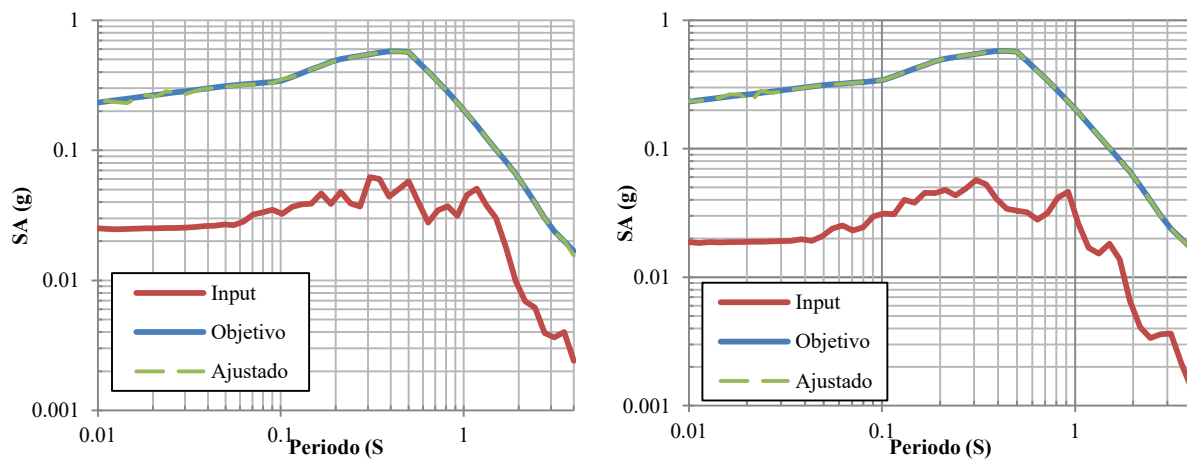 1
0.1
0.01
0.001
SA (g)
Input
Objetivo
Ajustado
0.01
0.1
1
Periodo (S
1
0.1
0.01
0.001
SA (g)
Input
Objetivo
Ajustado
0.01
0.1
1
Periodo (S)